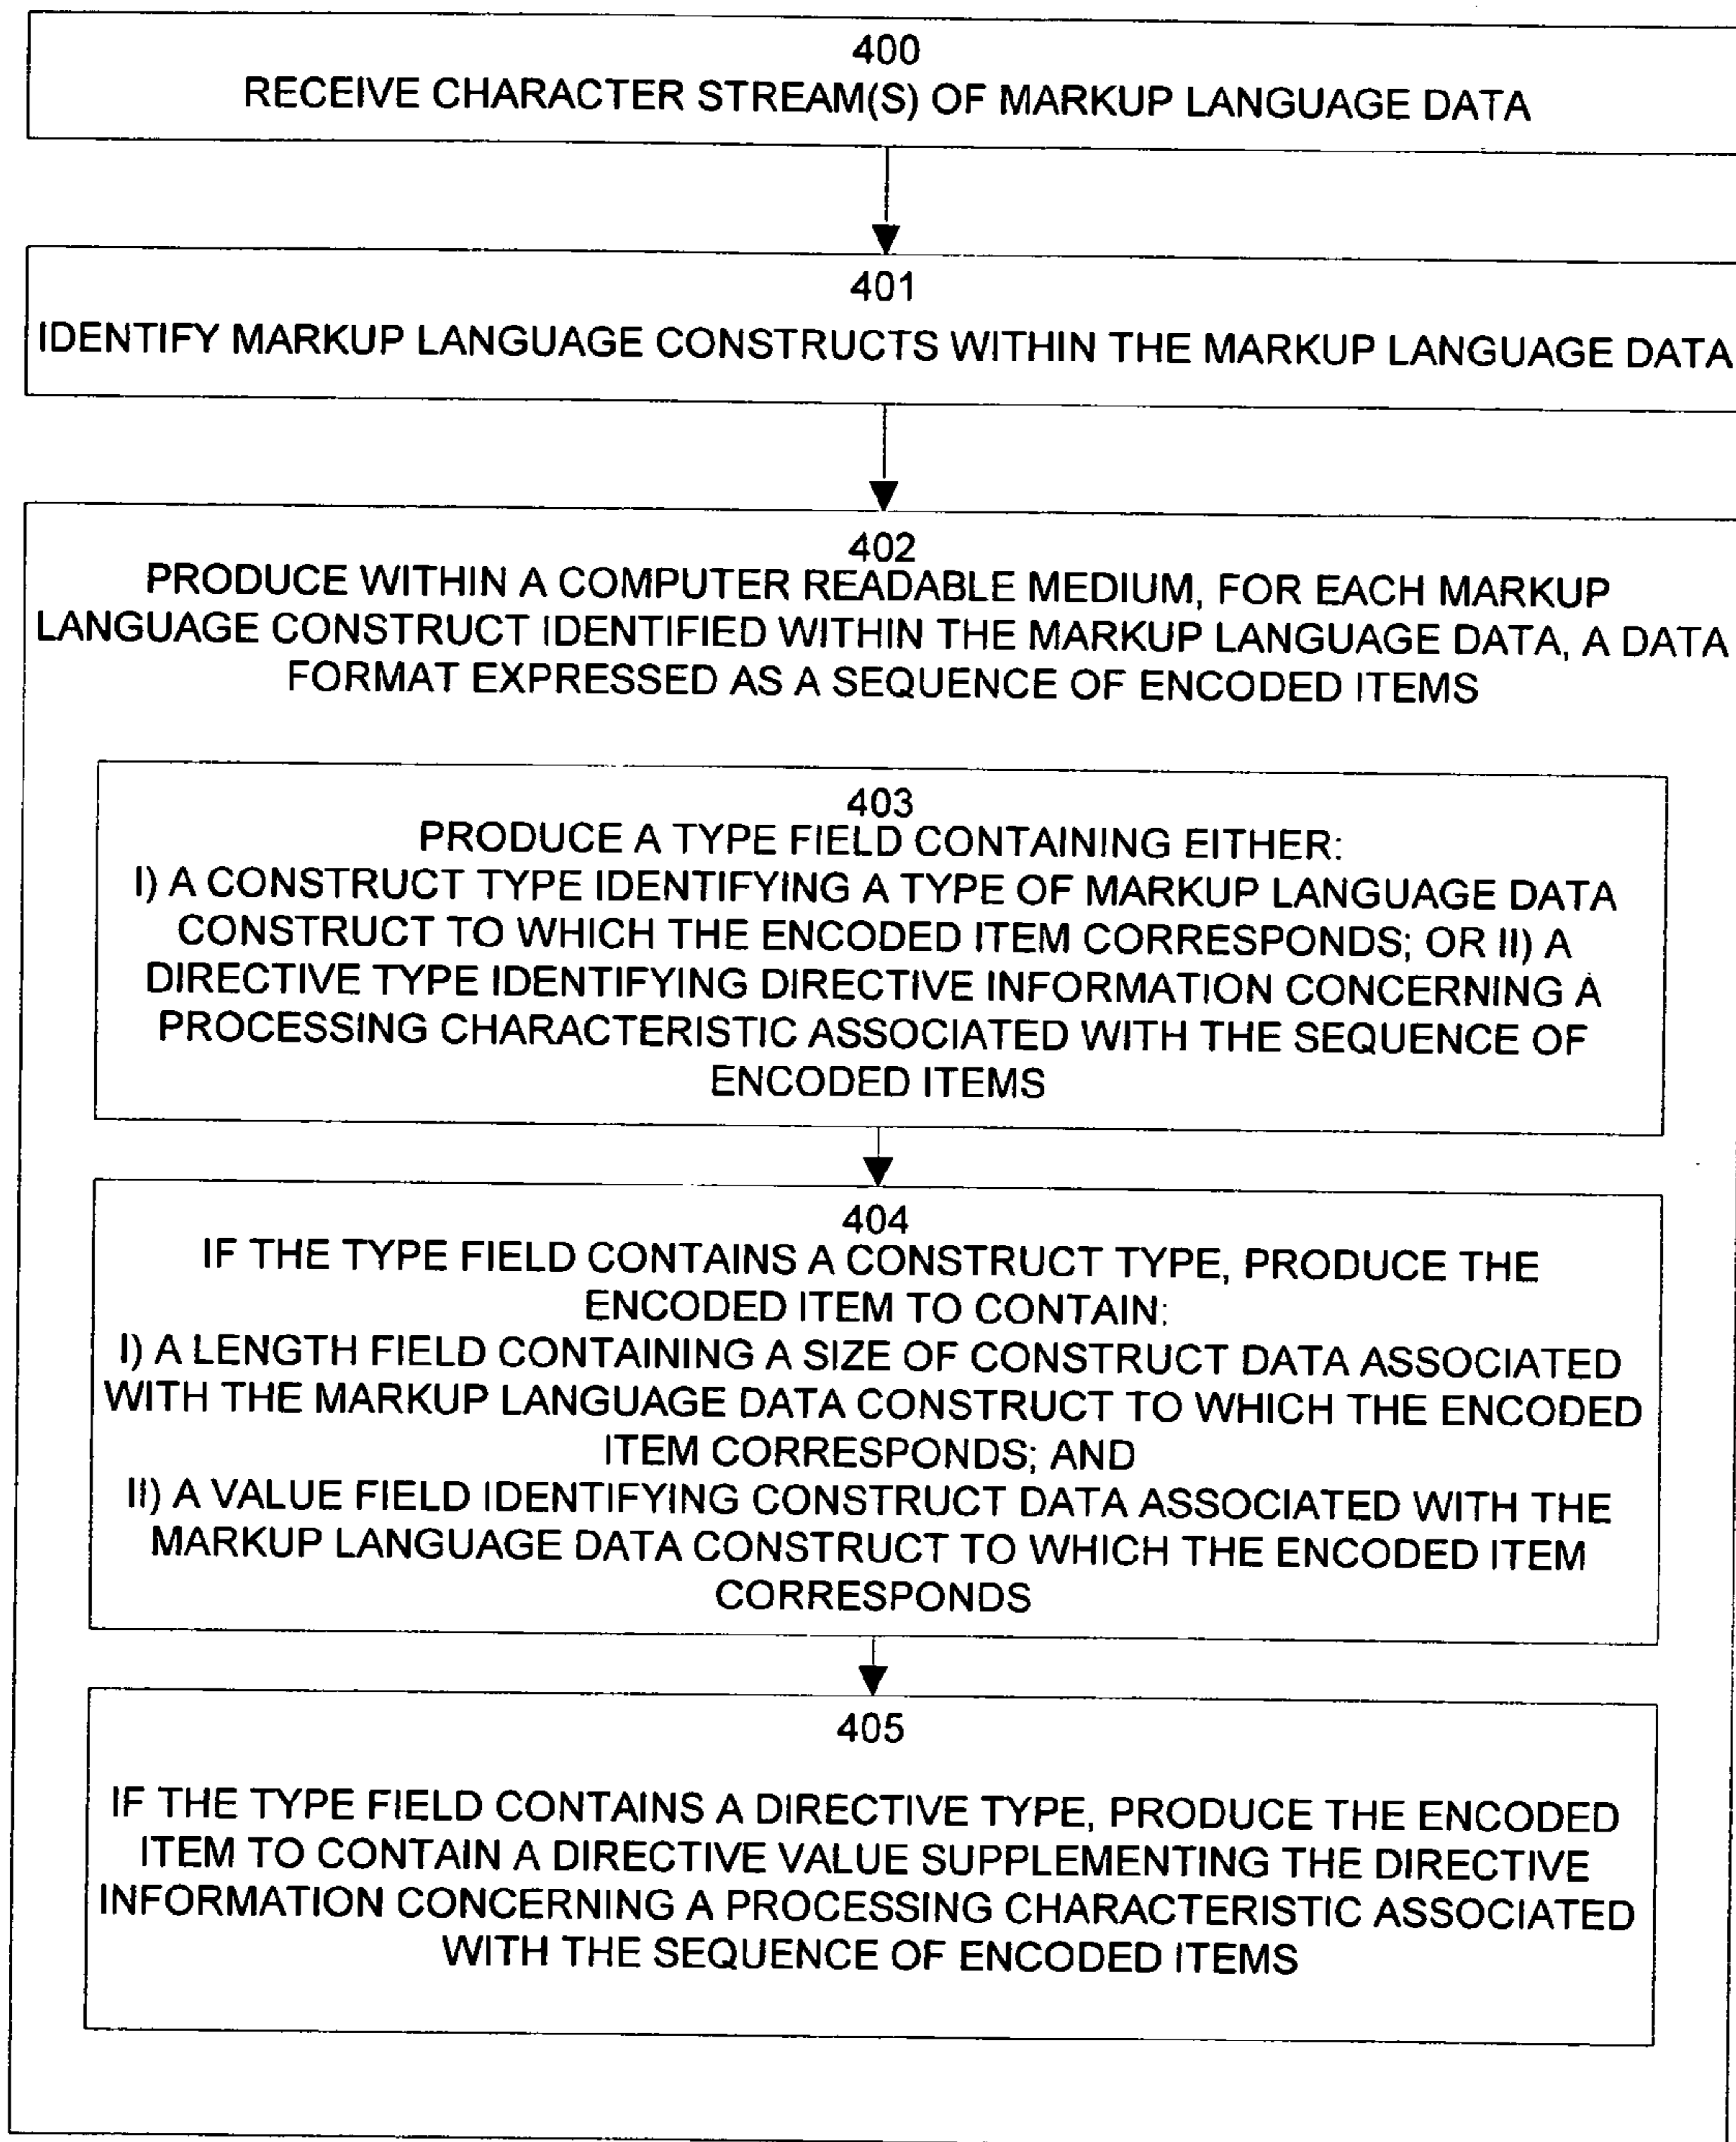 400
RECEIVE CHARACTER STREAM(S) OF MARKUP LANGUAGE DATA
401
IDENTIFY MARKUP LANGUAGE CONSTRUCTS WITHIN THE MARKUP LANGUAGE DATA
402
PRODUCE WITHIN A COMPUTER READABLE MEDIUM, FOR EACH MARKUP
LANGUAGE CONSTRUCT IDENTIFIED WITHIN THE MARKUP LANGUAGE DATA, A DATA
FORMAT EXPRESSED AS A SEQUENCE OF ENCODED ITEMS
403
PRODUCE A TYPE FIELD CONTAINING EITHER:
I) A CONSTRUCT TYPE IDENTIFYING A TYPE OF MARKUP LANGUAGE DATA
CONSTRUCT TO WHICH THE ENCODED ITEM CORRESPONDS; OR II) A
DIRECTIVE TYPE IDENTIFYING DIRECTIVE INFORMATION CONCERNING A
PROCESSING CHARACTERISTIC ASSOCIATED WITH THE SEQUENCE OF
ENCODED ITEMS
404
IF THE TYPE FIELD CONTAINS A CONSTRUCT TYPE, PRODUCE THE
ENCODED ITEM TO CONTAIN:
I) A LENGTH FIELD CONTAINING A SIZE OF CONSTRUCT DATA ASSOCIATED
WITH THE MARKUP LANGUAGE DATA CONSTRUCT TO WHICH THE ENCODED
ITEM CORRESPONDS; AND
II) A VALUE FIELD IDENTIFYING CONSTRUCT DATA ASSOCIATED WITH THE
MARKUP LANGUAGE DATA CONSTRUCT TO WHICH THE ENCODED ITEM
CORRESPONDS
405
IF THE TYPE FIELD CONTAINS A DIRECTIVE TYPE, PRODUCE THE ENCODED
ITEM TO CONTAIN A DIRECTIVE VALUE SUPPLEMENTING THE DIRECTIVE
INFORMATION CONCERNING A PROCESSING CHARACTERISTIC ASSOCIATED
WITH THE SEQUENCE OF ENCODED ITEMS